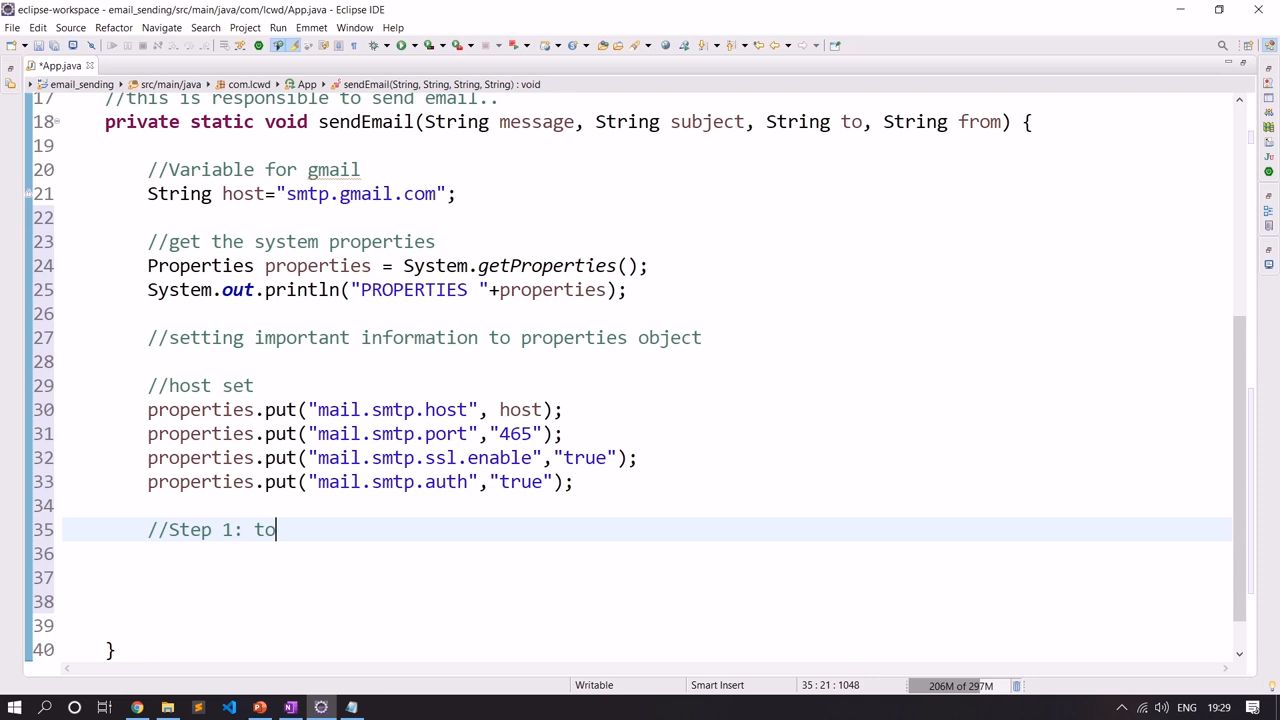 eclipse-workspace - email_sending/src/main/java/com/lcwd/App.java - Eclipse IDE
File Edit Source Refactor Navigate Search Project Run Emmet Window Help
*App.java
email_sending src/main/java com.lcwd App sendEmail(String, String, String, String) : void
17 //this is responsible to send email..
18 private static void sendEmail(String message, String subject, String to, String from) {
19
20 //Variable for gmail
21 String host="smtp.gmail.com";
22
23 //get the system properties
24 Properties properties = System.getProperties();
25 System.out.println("PROPERTIES "+properties);
26
27 //setting important information to properties object
28
29 //host set
30 properties.put("mail.smtp.host", host);
31 properties.put("mail.smtp.port","465");
32 properties.put("mail.smtp.ssl.enable","true");
33 properties.put("mail.smtp.auth","true");
34
35 //Step 1: to
36
37
38
39
40 }
Writable Smart Insert 35 : 21 : 1048 206M of 297M
ENG 19:29